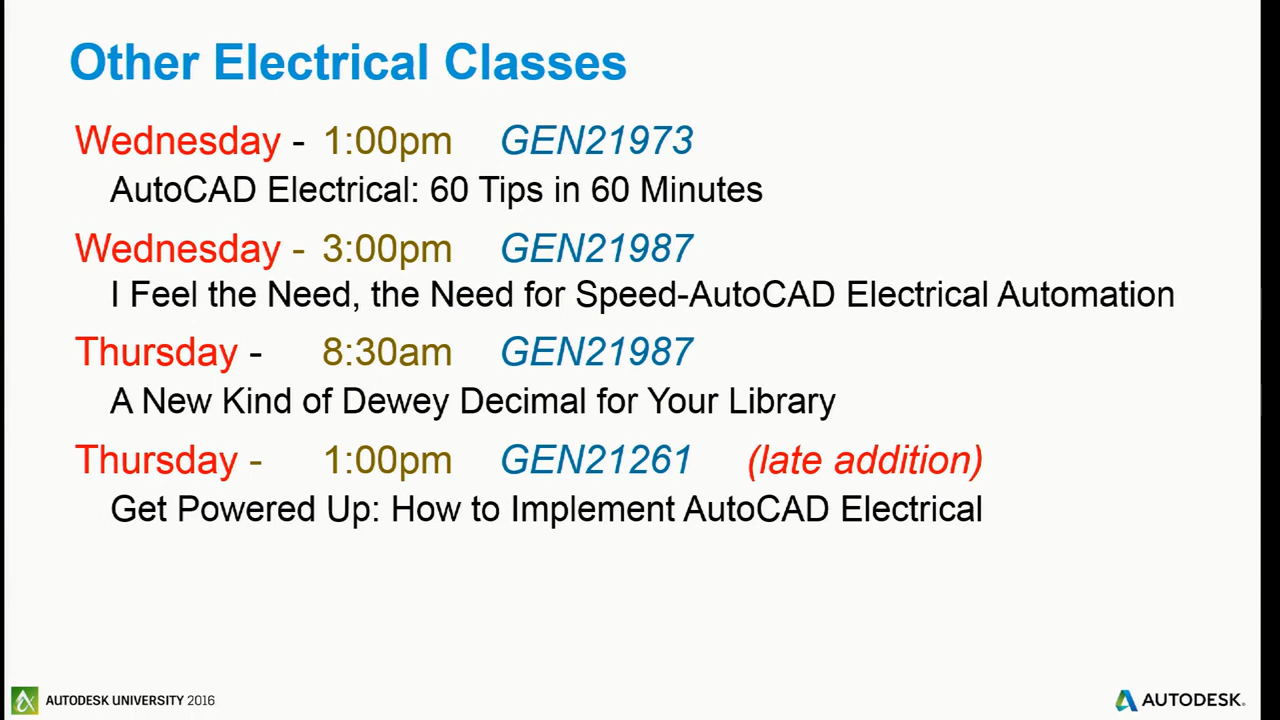 Other Electrical Classes
Wednesday - 1:00pm GEN21973
AutoCAD Electrical: 60 Tips in 60 Minutes
Wednesday - 3:00pm GEN21987
I Feel the Need, the Need for Speed-AutoCAD Electrical Automation
Thursday - 8:30am GEN21987
A New Kind of Dewey Decimal for Your Library
Thursday - 1:00pm GEN21261 (late addition)
Get Powered Up: How to Implement AutoCAD Electrical
AUTODESK UNIVERSITY 2016
AUTODESK.